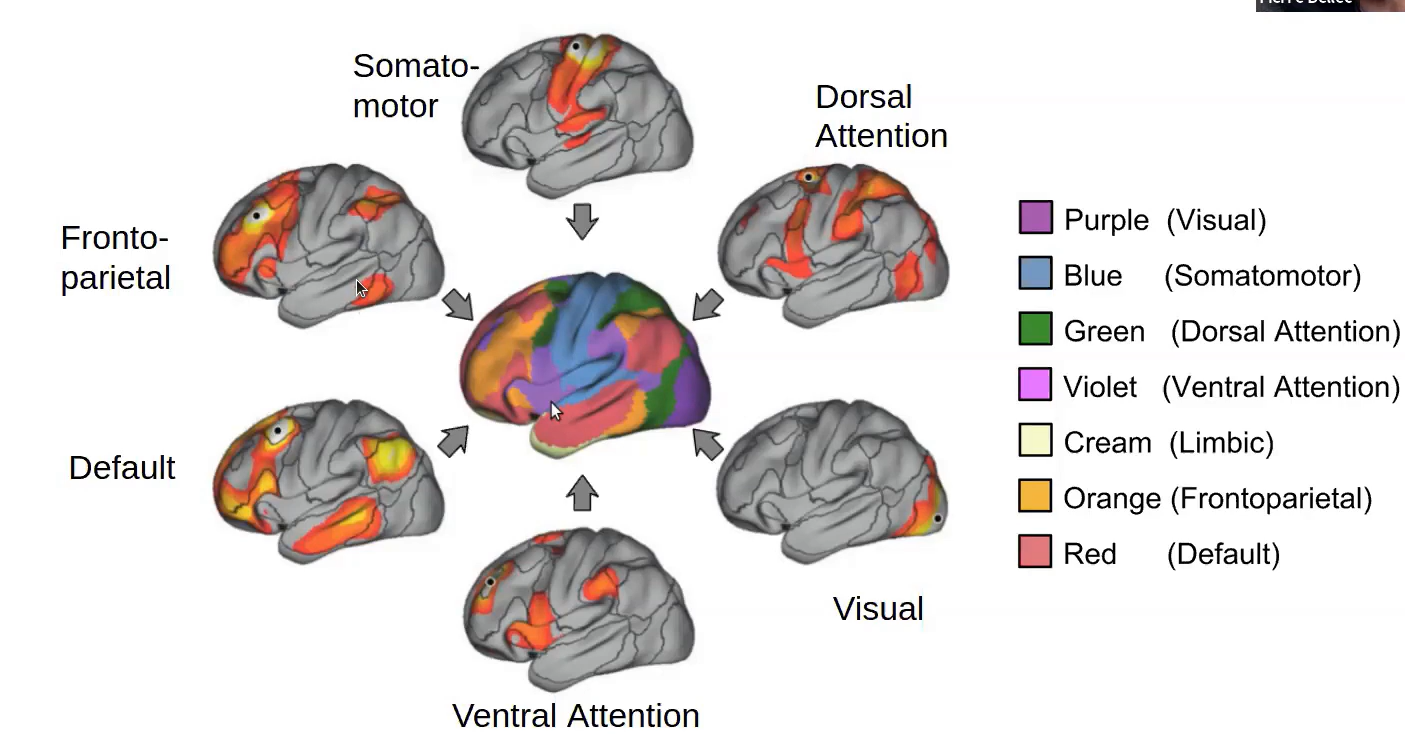 Somato-
motor
Dorsal
Attention
Fronto-
parietal
Purple (Visual)
Blue (Somatomotor)
Green (Dorsal Attention)
Violet (Ventral Attention)
Cream (Limbic)
Orange (Frontoparietal)
Red (Default)
Default
Visual
Ventral Attention